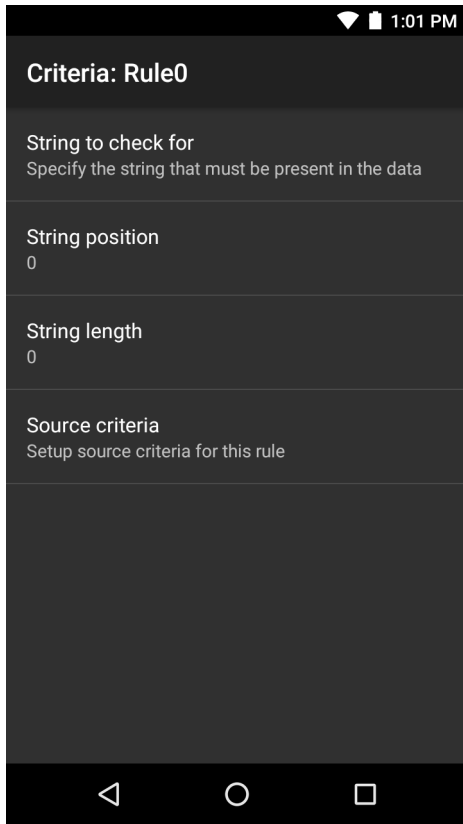 1:01 PM
Criteria: Rule0
String to check for
Specify the string that must be present in the data
String position
0
String length
0
Source criteria
Setup source criteria for this rule